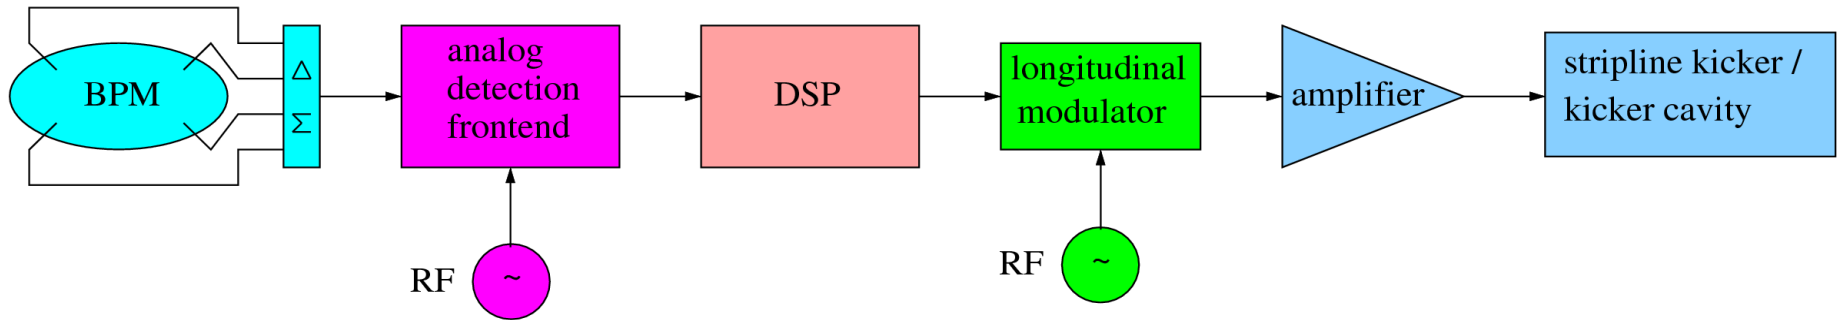 BPM
Δ
Σ
analog
detection
frontend
DSP
longitudinal
modulator
amplifier
stripline kicker /
kicker cavity
RF
~
RF
~